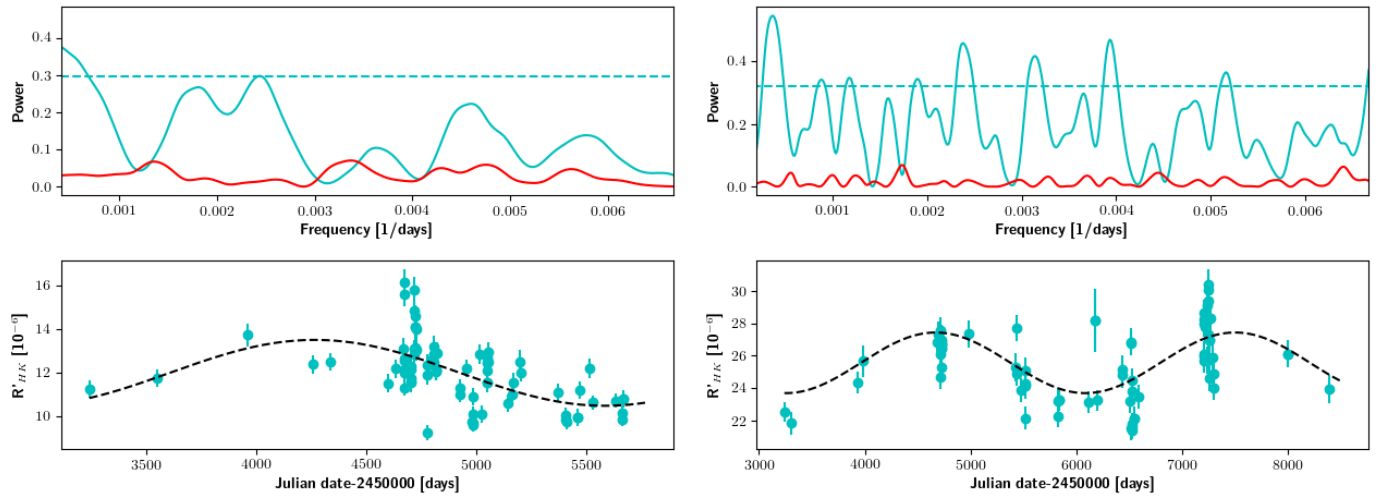 0.4
0.3
0.2
0.1
0.0
Power
0.001 0.002 0.003 0.004 0.005 0.006
Frequency [1/days]
0.4
0.2
0.0
Power
0.001 0.002 0.003 0.004 0.005 0.006
Frequency [1/days]
16
14
12
10
R'HK [10⁻⁶]
3500 4000 4500 5000 5500
Julian date-2450000 [days]
30
28
26
24
22
R'HK [10⁻⁶]
3000 4000 5000 6000 7000 8000
Julian date-2450000 [days]